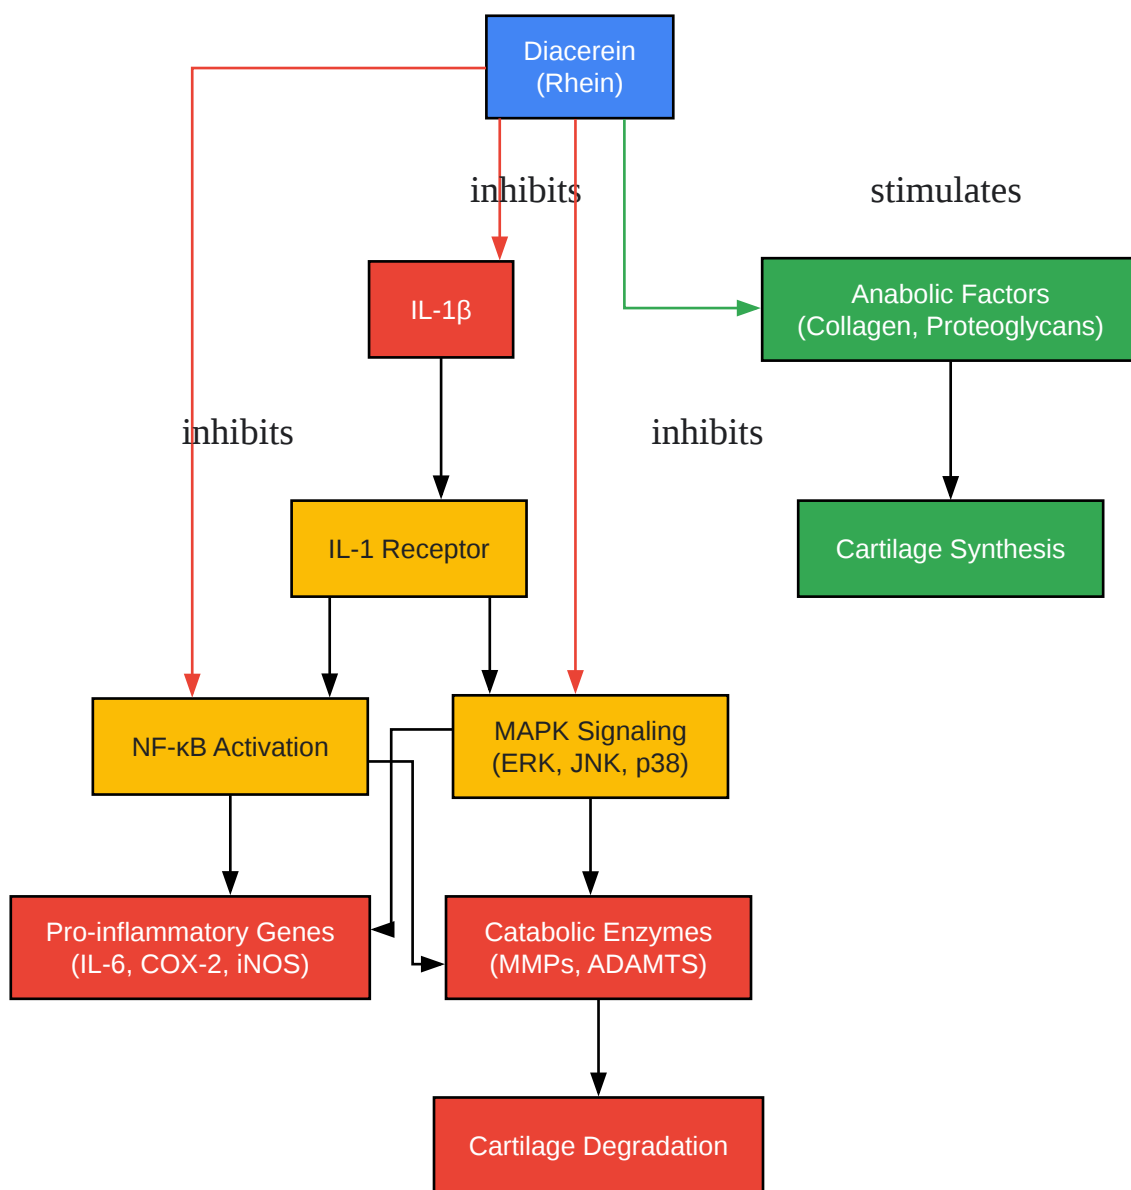 Diacerein
(Rhein)
inhibits
stimulates
IL-1β
Anabolic Factors
(Collagen, Proteoglycans)
inhibits
inhibits
IL-1 Receptor
Cartilage Synthesis
NF-κB Activation
MAPK Signaling
(ERK, JNK, p38)
Pro-inflammatory Genes
(IL-6, COX-2, iNOS)
Catabolic Enzymes
(MMPs, ADAMTS)
Cartilage Degradation